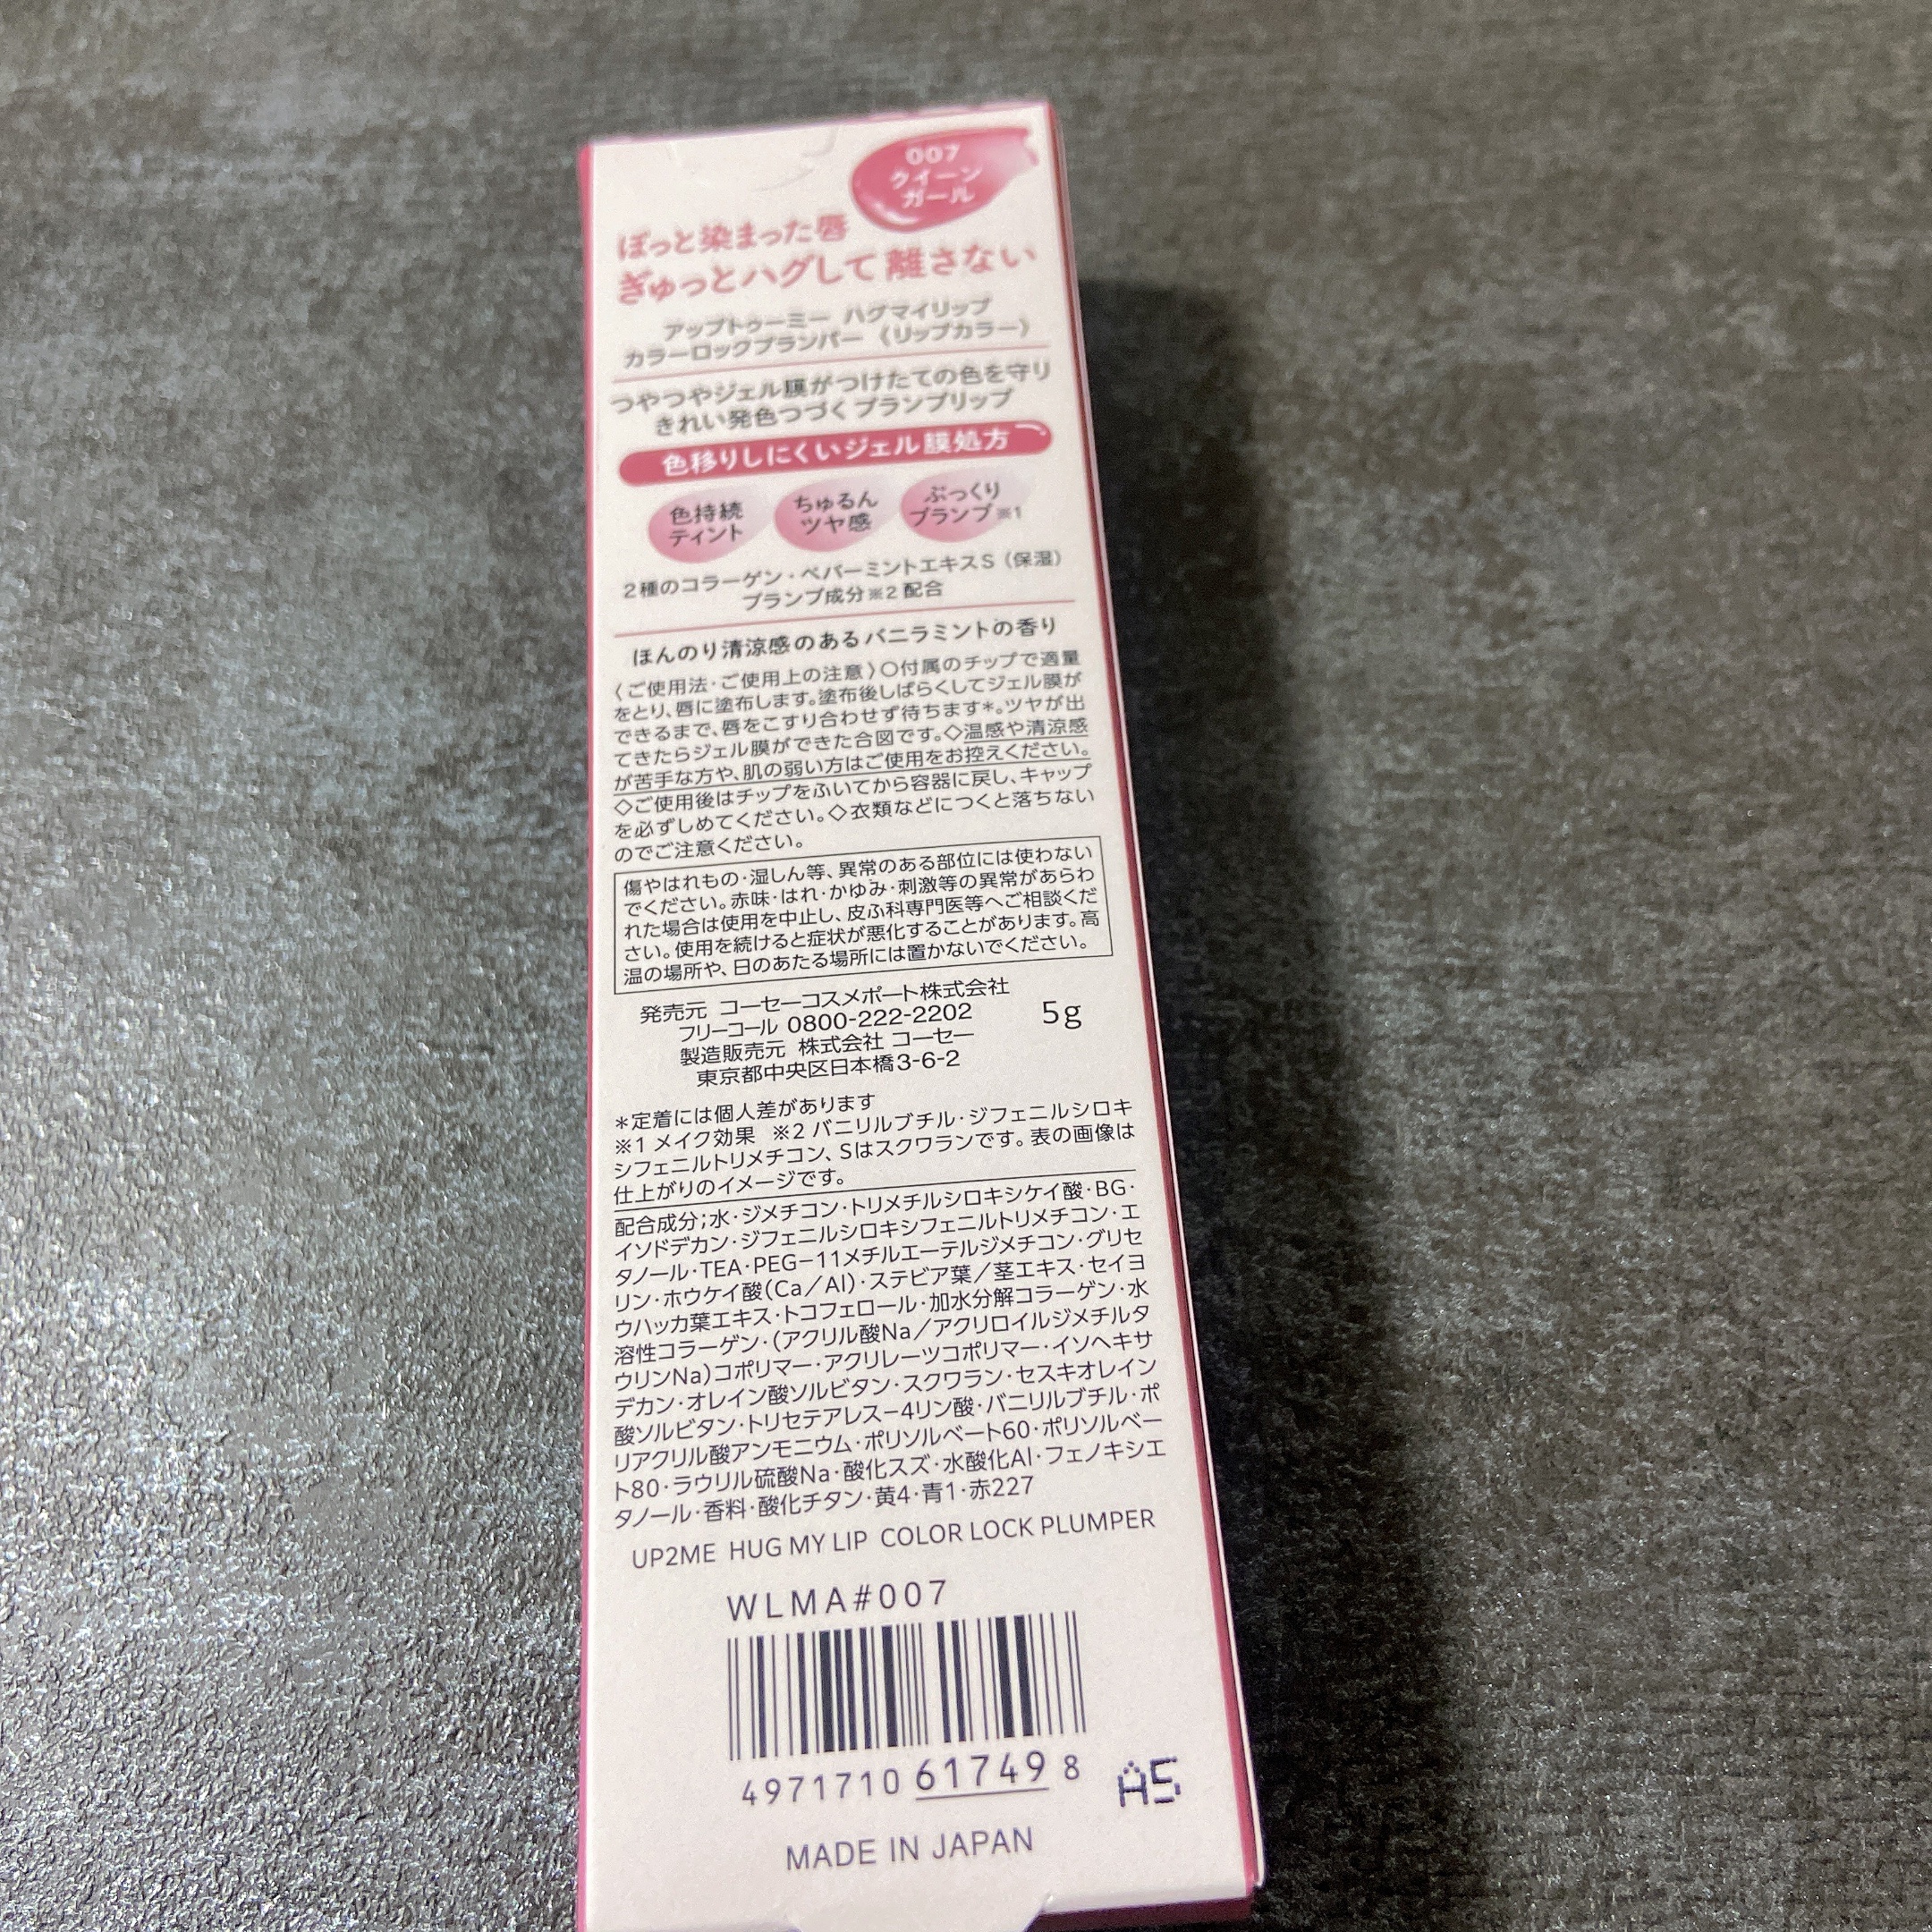 007
クイーン
ガール
ぽっと染まった唇
ぎゅっとハグして離さない
アップトゥーミー ハグマイリップ
カラーロックプランパー 〈リップカラー〉
つやつやジェル膜がつけたての色を守り
きれい発色つづくプランプリップ
色移りしにくいジェル膜処方
色持続
ティント
ちゅるん
ツヤ感
ぷっくり
プランプ※1
2種のコラーゲン・ペパーミントエキスS(保湿)
プランプ成分※2 配合
ほんのり清涼感のあるバニラミントの香り
〈ご使用法・ご使用上の注意〉○付属のチップで適量
をとり、唇に塗布します。塗布後しばらくしてジェル膜が
できるまで、唇をこすり合わせず待ちます*。ツヤが出
てきたらジェル膜ができた合図です。◇温感や清涼感
が苦手な方や、肌の弱い方はご使用をお控えください。
◇ご使用後はチップをふいてから容器に戻し、キャップ
を必ずしめてください。◇衣類などにつくと落ちない
のでご注意ください。
傷やはれもの・湿しん等、異常のある部位には使わない
でください。赤味・はれ・かゆみ・刺激等の異常があらわ
れた場合は使用を中止し、皮ふ科専門医等へご相談くだ
さい。使用を続けると症状が悪化することがあります。高
温の場所や、日のあたる場所には置かないでください。
発売元 コーセーコスメポート株式会社
フリーコール 0800-222-2202
5g
製造販売元 株式会社 コーセー
東京都中央区日本橋3-6-2
*定着には個人差があります
※1 メイク効果 ※2 バニリルブチル・ジフェニルシロキ
シフェニルトリメチコン、Sはスクワランです。表の画像は
仕上がりのイメージです。
配合成分;水・ジメチコン・トリメチルシロキシケイ酸・BG・
イソドデカン・ジフェニルシロキシフェニルトリメチコン・エ
タノール・TEA・PEG-11メチルエーテルジメチコン・グリセ
リン・ホウケイ酸(Ca/Al)・ステビア葉/茎エキス・セイヨ
ウハッカ葉エキス・トコフェロール・加水分解コラーゲン・水
溶性コラーゲン・(アクリル酸Na/アクリロイルジメチルタ
ウリンNa)コポリマー・アクリレーツコポリマー・イソヘキサ
デカン・オレイン酸ソルビタン・スクワラン・セスキオレイン
酸ソルビタン・トリセテアレス-4リン酸・バニリルブチル・ポ
リアクリル酸アンモニウム・ポリソルベート60・ポリソルベー
ト80・ラウリル硫酸Na・酸化スズ・水酸化Al・フェノキシエ
タノール・香料・酸化チタン・黄4・青1・赤227
UP2ME HUG MY LIP COLOR LOCK PLUMPER
WLMA#007
4971710 61749 8
A5
MADE IN JAPAN